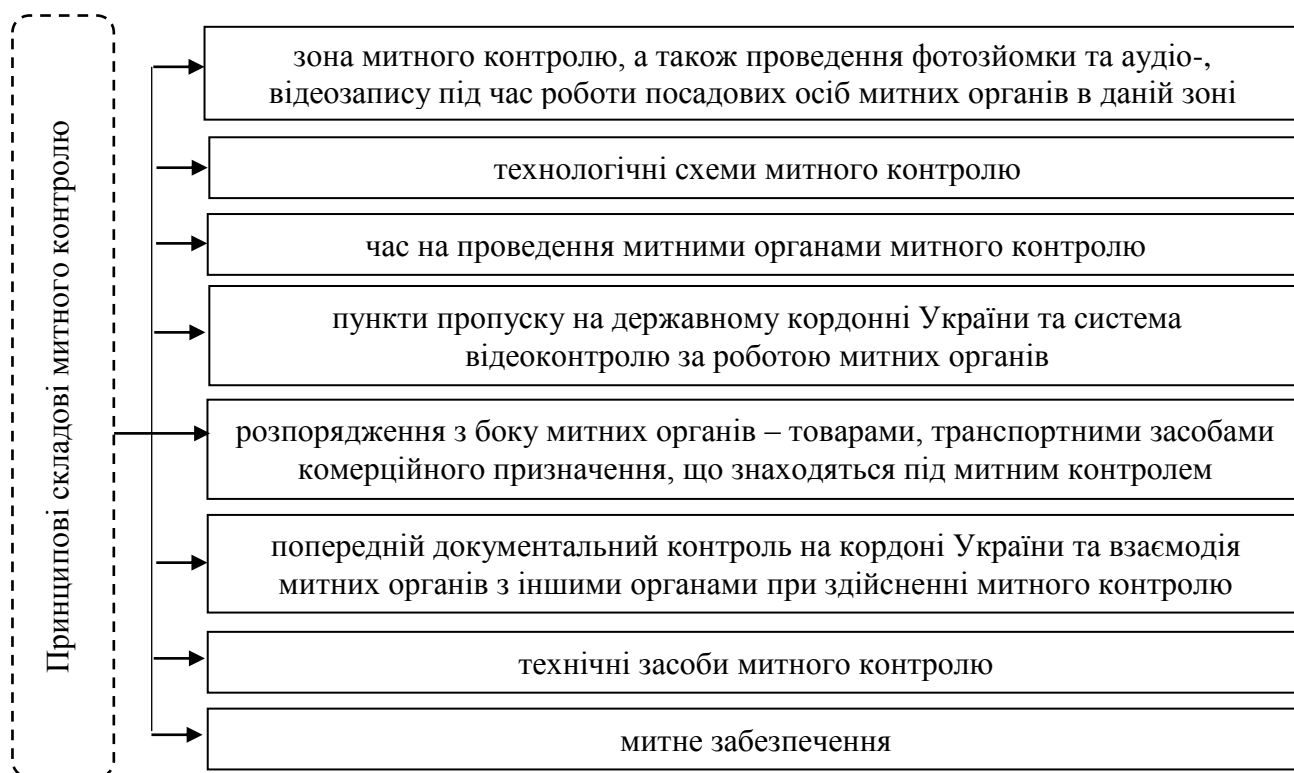 Принципові складові митного контролю
зона митного контролю, а також проведення фотозйомки та аудіо-,
відеозапису під час роботи посадових осіб митних органів в даній зоні
технологічні схеми митного контролю
час на проведення митними органами митного контролю
пункти пропуску на державному кордонні України та система
відеоконтролю за роботою митних органів
розпорядження з боку митних органів – товарами, транспортними засобами
комерційного призначення, що знаходяться під митним контролем
попередній документальний контроль на кордоні України та взаємодія
митних органів з іншими органами при здійсненні митного контролю
технічні засоби митного контролю
митне забезпечення